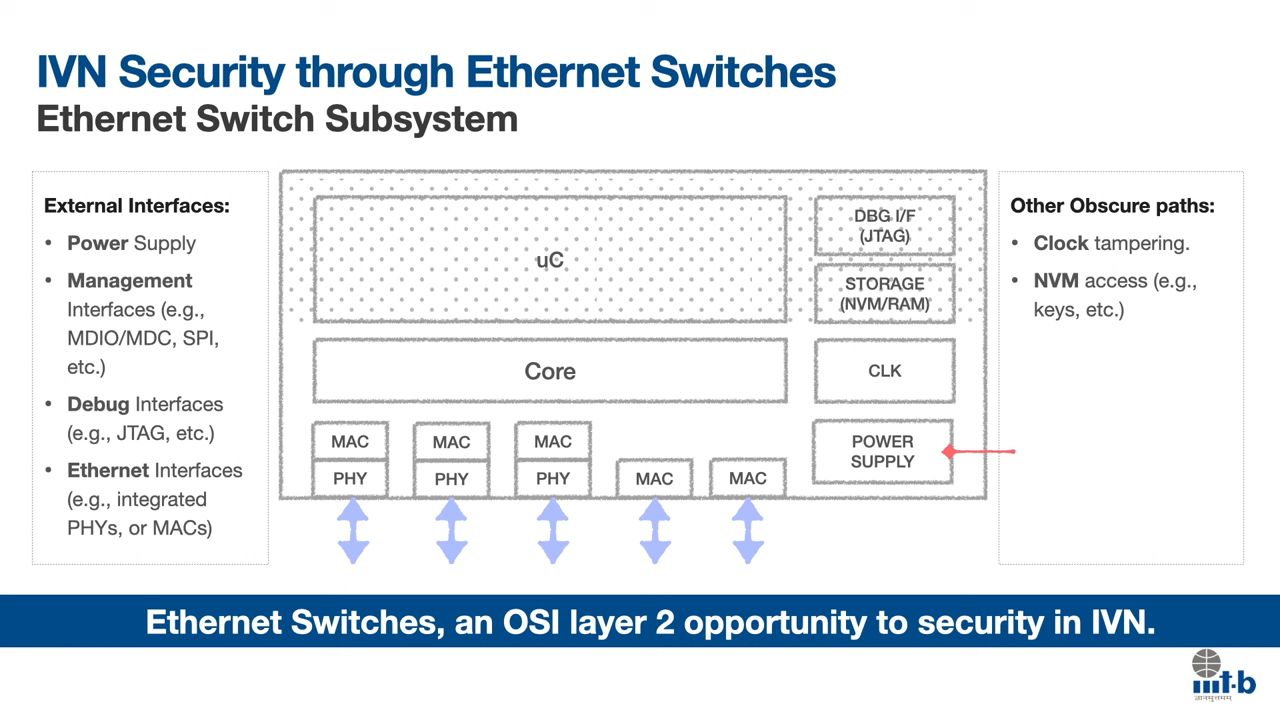 IVN Security through Ethernet Switches
Ethernet Switch Subsystem
External Interfaces:
• Power Supply
• Management
Interfaces (e.g.,
MDIO/MDC, SPI,
etc.)
• Debug Interfaces
(e.g., JTAG, etc.)
• Ethernet Interfaces
(e.g., integrated
PHYs, or MACs)
uC
DBG I/F
(JTAG)
STORAGE
(NVM/RAM)
Core
CLK
MAC
MAC
MAC
PHY
PHY
PHY
MAC
MAC
POWER
SUPPLY
Other Obscure paths:
• Clock tampering.
• NVM access (e.g.,
keys, etc.)
Ethernet Switches, an OSI layer 2 opportunity to security in IVN.
iiit-b
ज्ञानमुत्तमम्